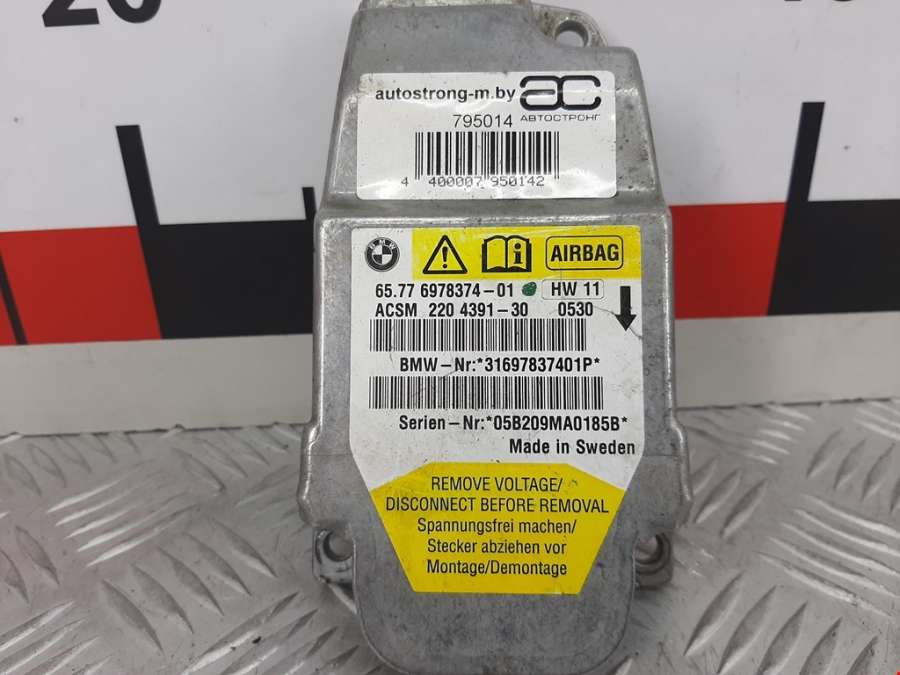 20
autostrong-m.by
АВТОСТРОНГ
795014
4 400007 950142
BMW
AIRBAG
65.77 6978374-01 HW 11
ACSM 220 4391-30 0530
BMW-Nr:*31697837401P*
Serien-Nr:*05B209MA0185B*
Made in Sweden
REMOVE VOLTAGE/
DISCONNECT BEFORE REMOVAL
Spannungsfrei machen/
Stecker abziehen vor
Montage/Demontage